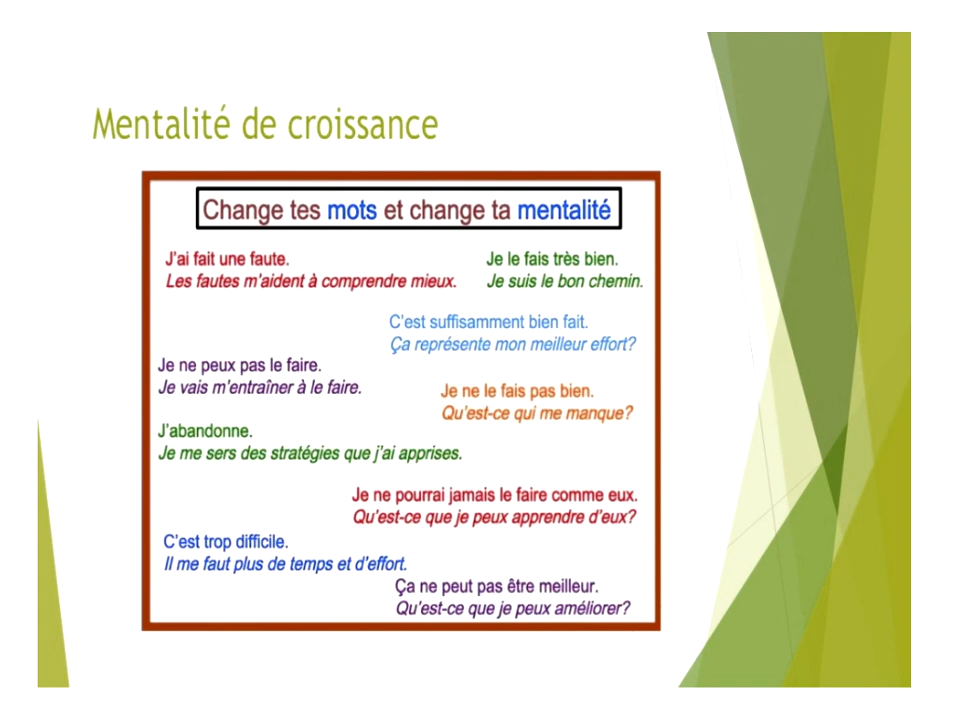 Mentalité de croissance
Change tes mots et change ta mentalité
J'ai fait une faute.
Les fautes m'aident à comprendre mieux.
Je le fais très bien.
Je suis le bon chemin.
C'est suffisamment bien fait.
Ça représente mon meilleur effort?
Je ne peux pas le faire.
Je vais m'entraîner à le faire.
Je ne le fais pas bien.
Qu'est-ce qui me manque?
J'abandonne.
Je me sers des stratégies que j'ai apprises.
Je ne pourrai jamais le faire comme eux.
Qu'est-ce que je peux apprendre d'eux?
C'est trop difficile.
Il me faut plus de temps et d'effort.
Ça ne peut pas être meilleur.
Qu'est-ce que je peux améliorer?